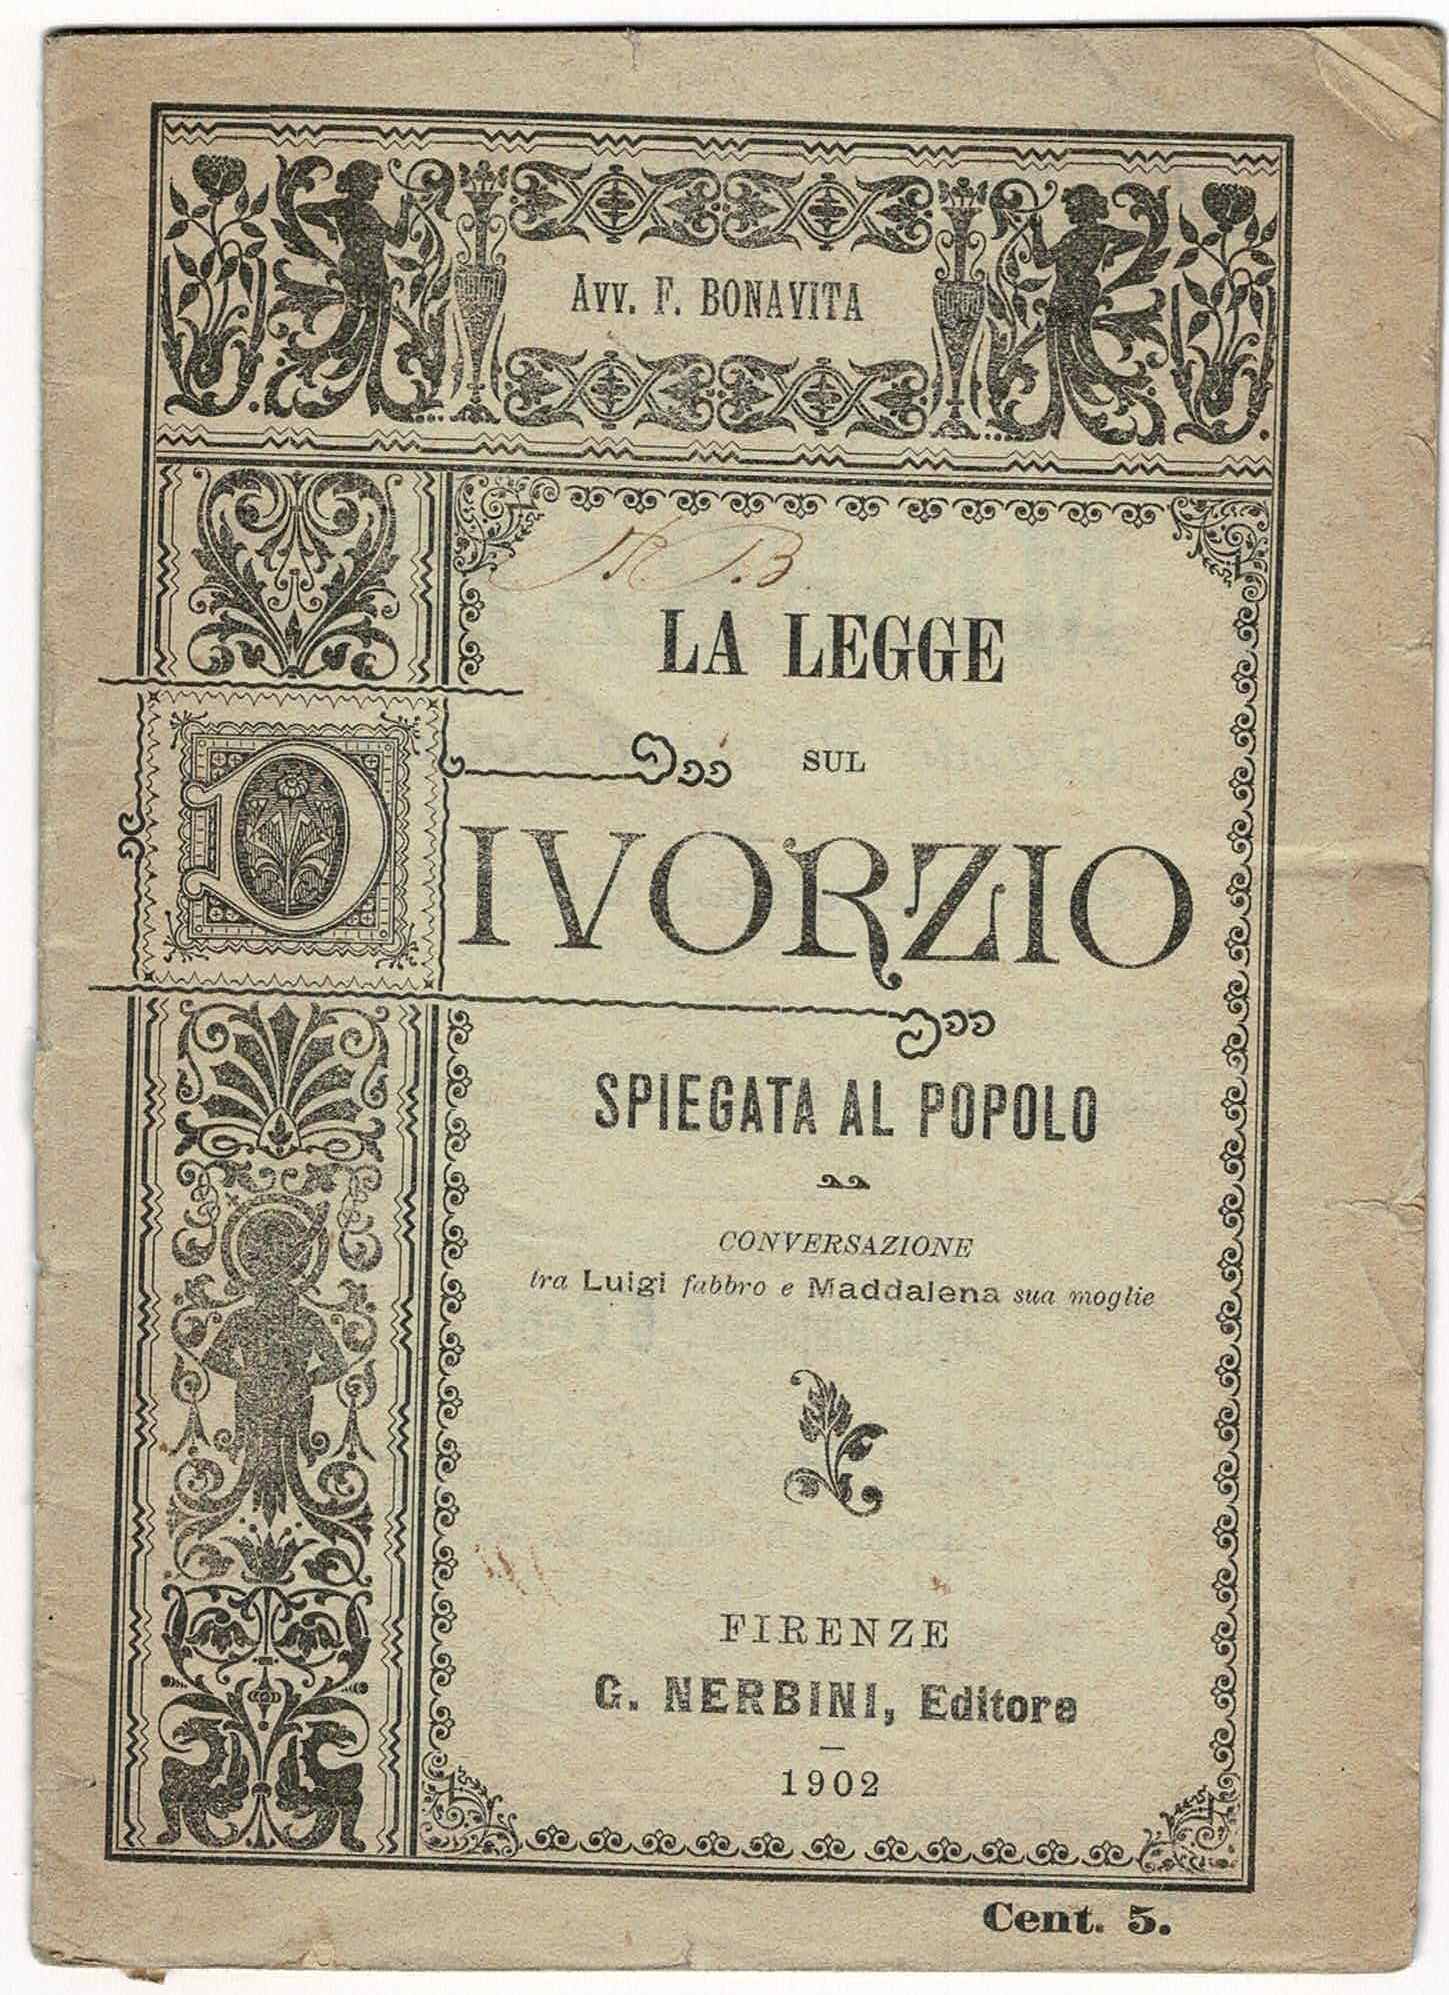 Avv. F. BONAVITA
LA LEGGE
SUL
DIVORZIO
SPIEGATA AL POPOLO
CONVERSAZIONE
tra Luigi fabbro e Maddalena sua moglie
FIRENZE
G. NERBINI, Editore
1902
Cent. 5.